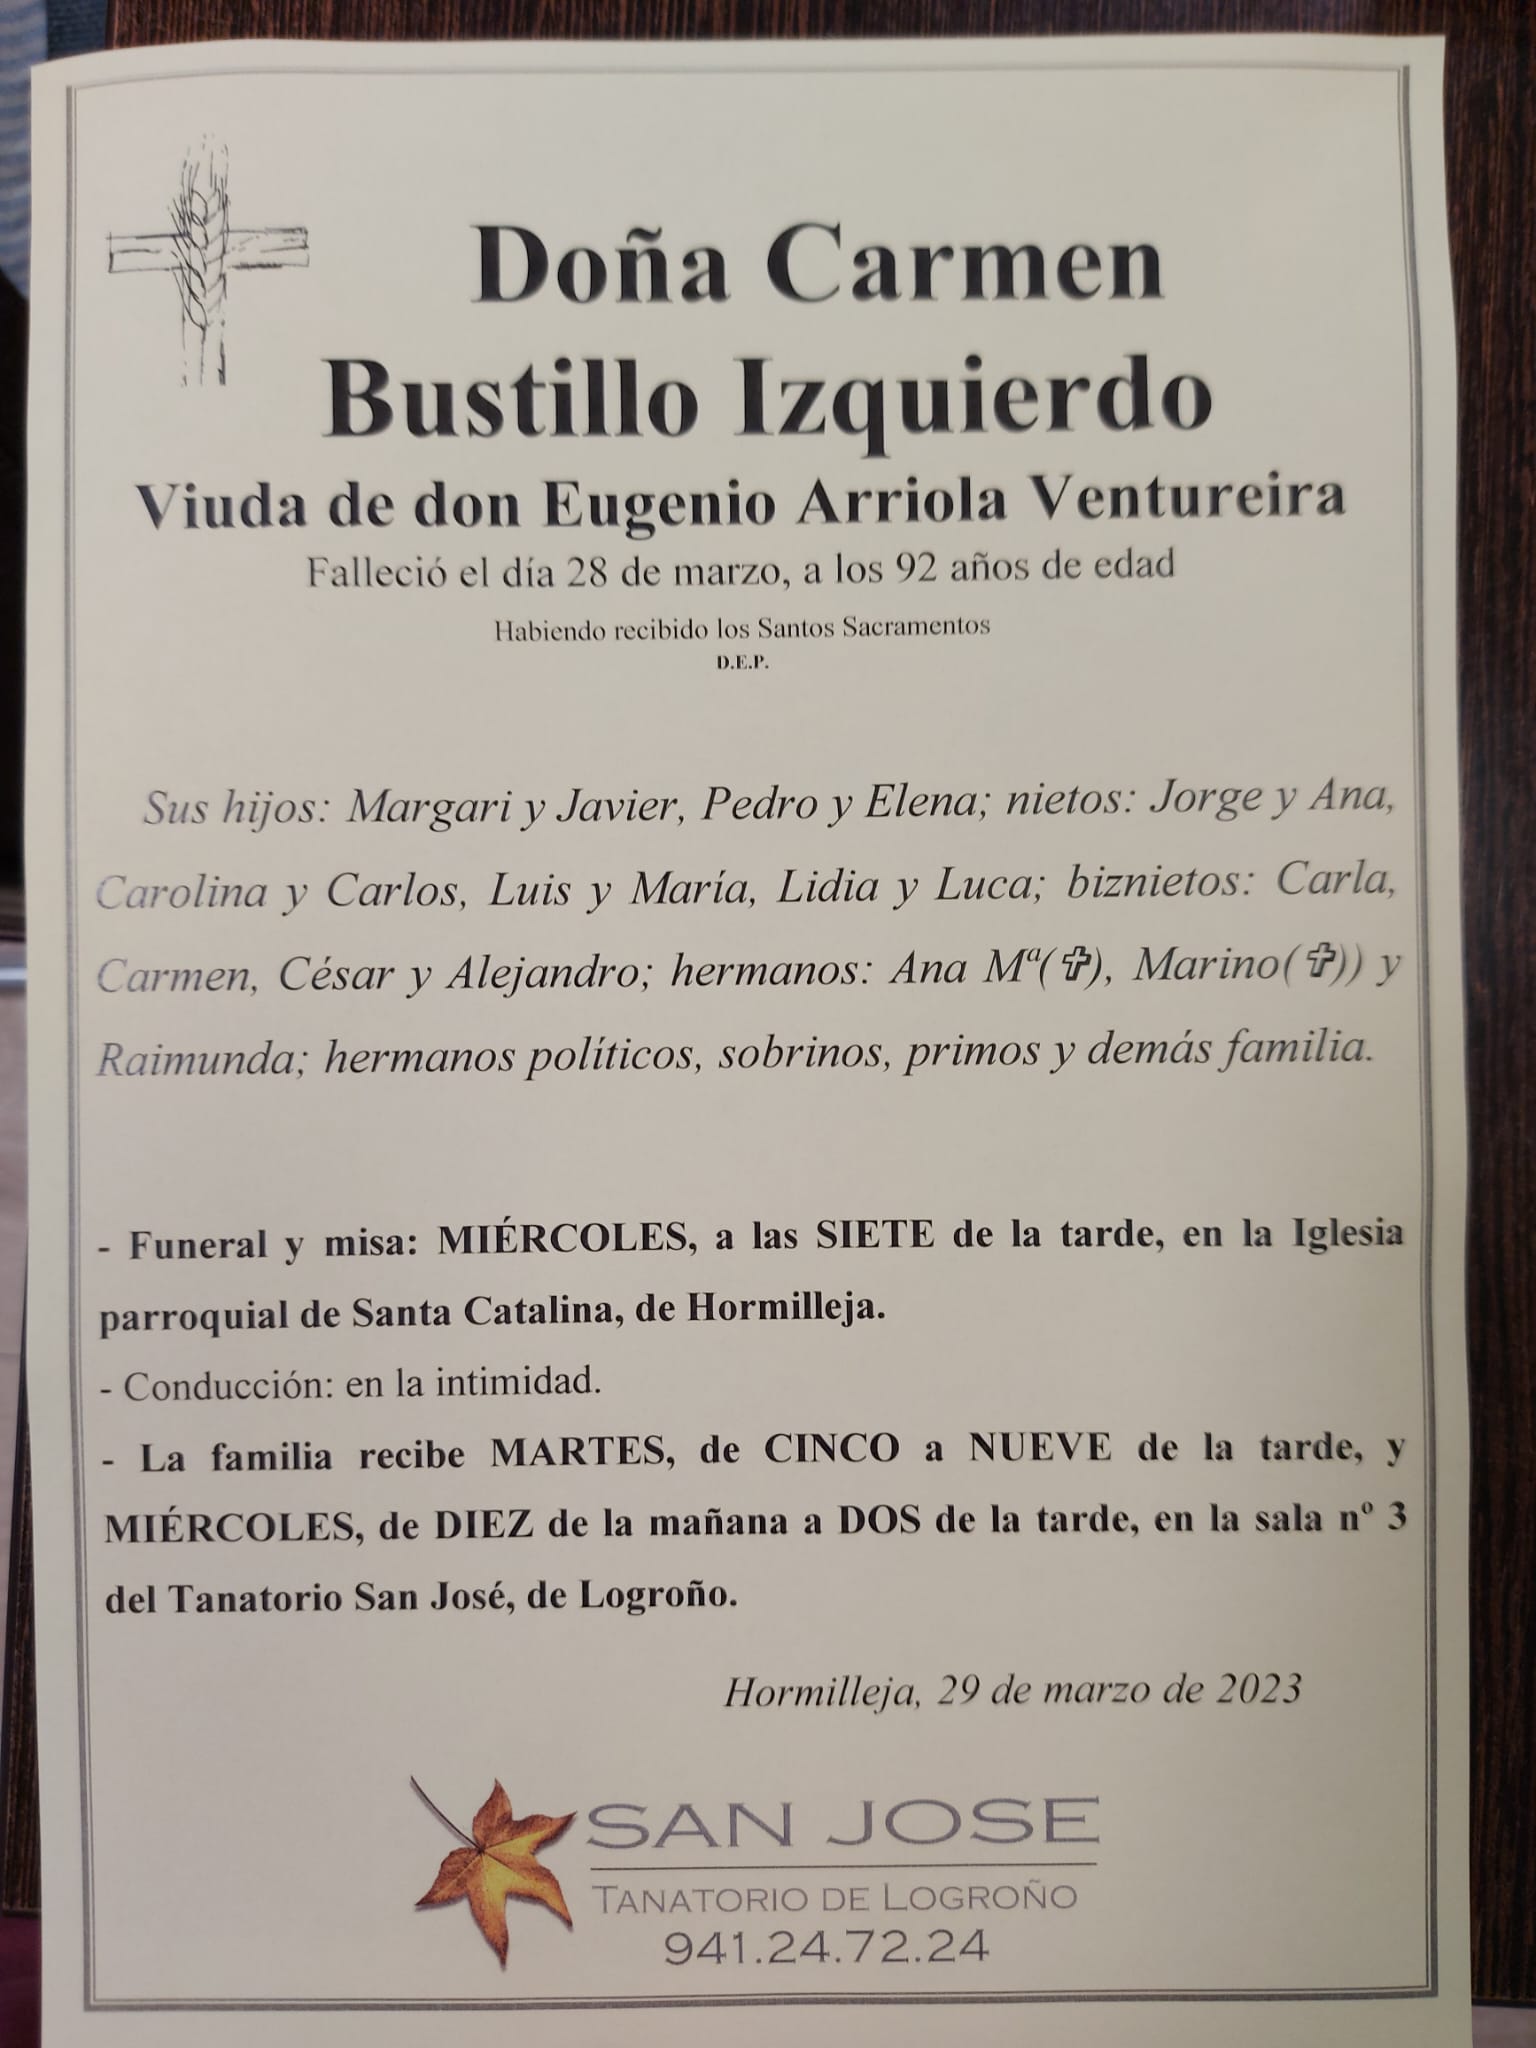 Doña Carmen
Bustillo Izquierdo
Viuda de don Eugenio Arriola Ventureira
Falleció el día 28 de marzo, a los 92 años de edad
Habiendo recibido los Santos Sacramentos
D.E.P.
Sus hijos: Margari y Javier, Pedro y Elena; nietos: Jorge y Ana,
Carolina y Carlos, Luis y María, Lidia y Luca; biznietos: Carla,
Carmen, César y Alejandro; hermanos: Ana Mª(✞), Marino(✞)) y
Raimunda; hermanos políticos, sobrinos, primos y demás familia.
- Funeral y misa: MIÉRCOLES, a las SIETE de la tarde, en la Iglesia
parroquial de Santa Catalina, de Hormilleja.
- Conducción: en la intimidad.
- La familia recibe MARTES, de CINCO a NUEVE de la tarde, y
MIÉRCOLES, de DIEZ de la mañana a DOS de la tarde, en la sala nº 3
del Tanatorio San José, de Logroño.
Hormilleja, 29 de marzo de 2023
SAN JOSE
TANATORIO DE LOGROÑO
941.24.72.24